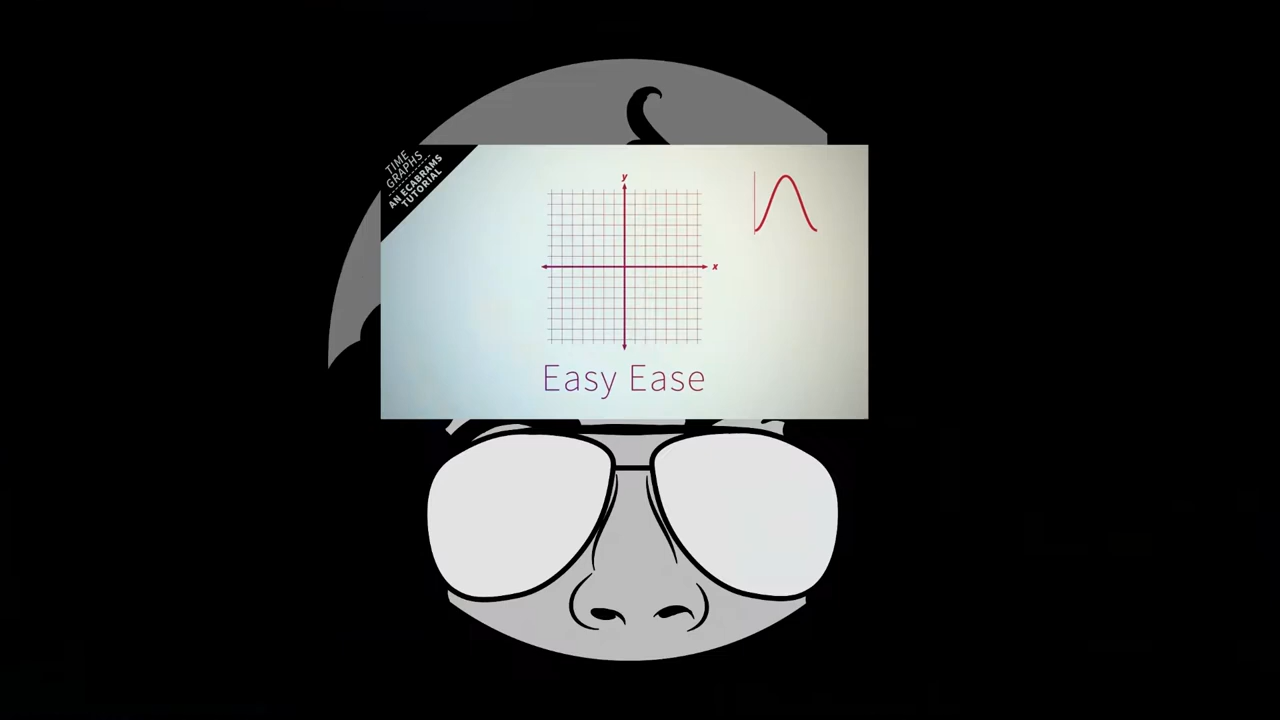 TIME
GRAPHS
AN ECABRAMS
TUTORIAL
y
x
Easy Ease